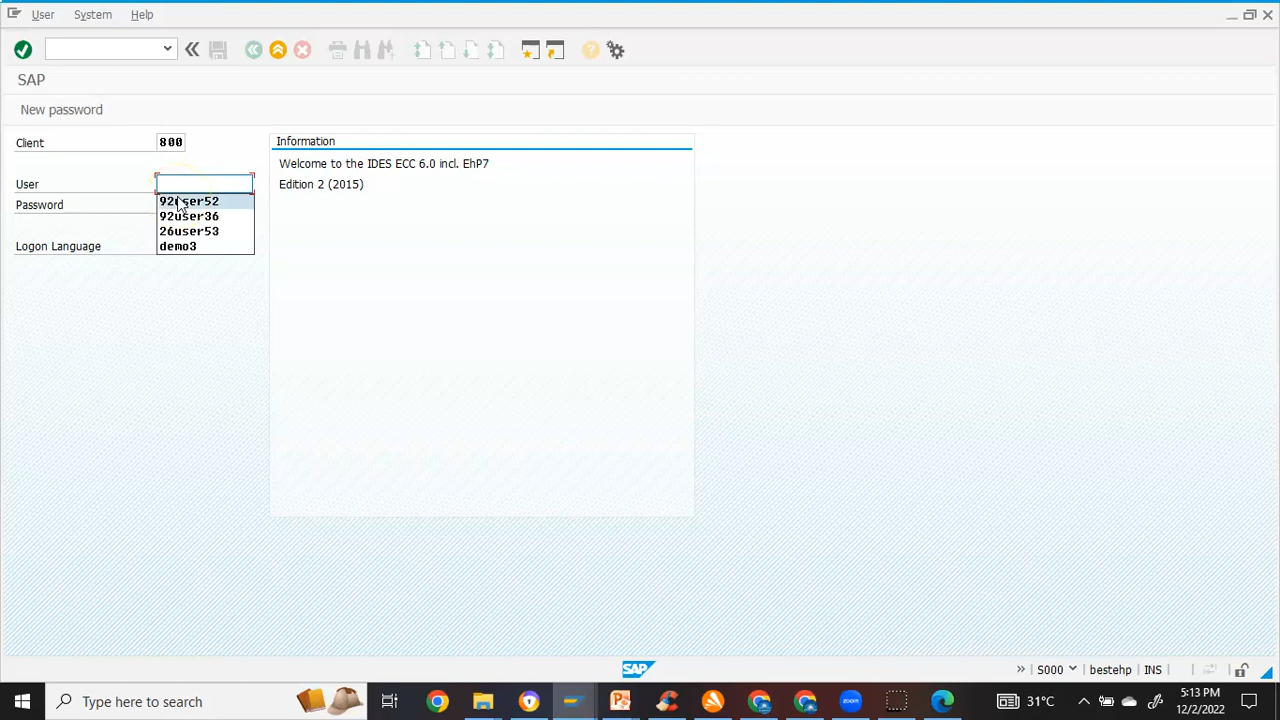 User System Help
SAP
New password
Client 800
Information
Welcome to the IDES ECC 6.0 incl. EhP7
User
Edition 2 (2015)
Password
92user52
92user36
26user53
Logon Language
demo3
SAP
S000
bestehp
INS
Type here to search
31°C
5:13 PM
12/2/2022